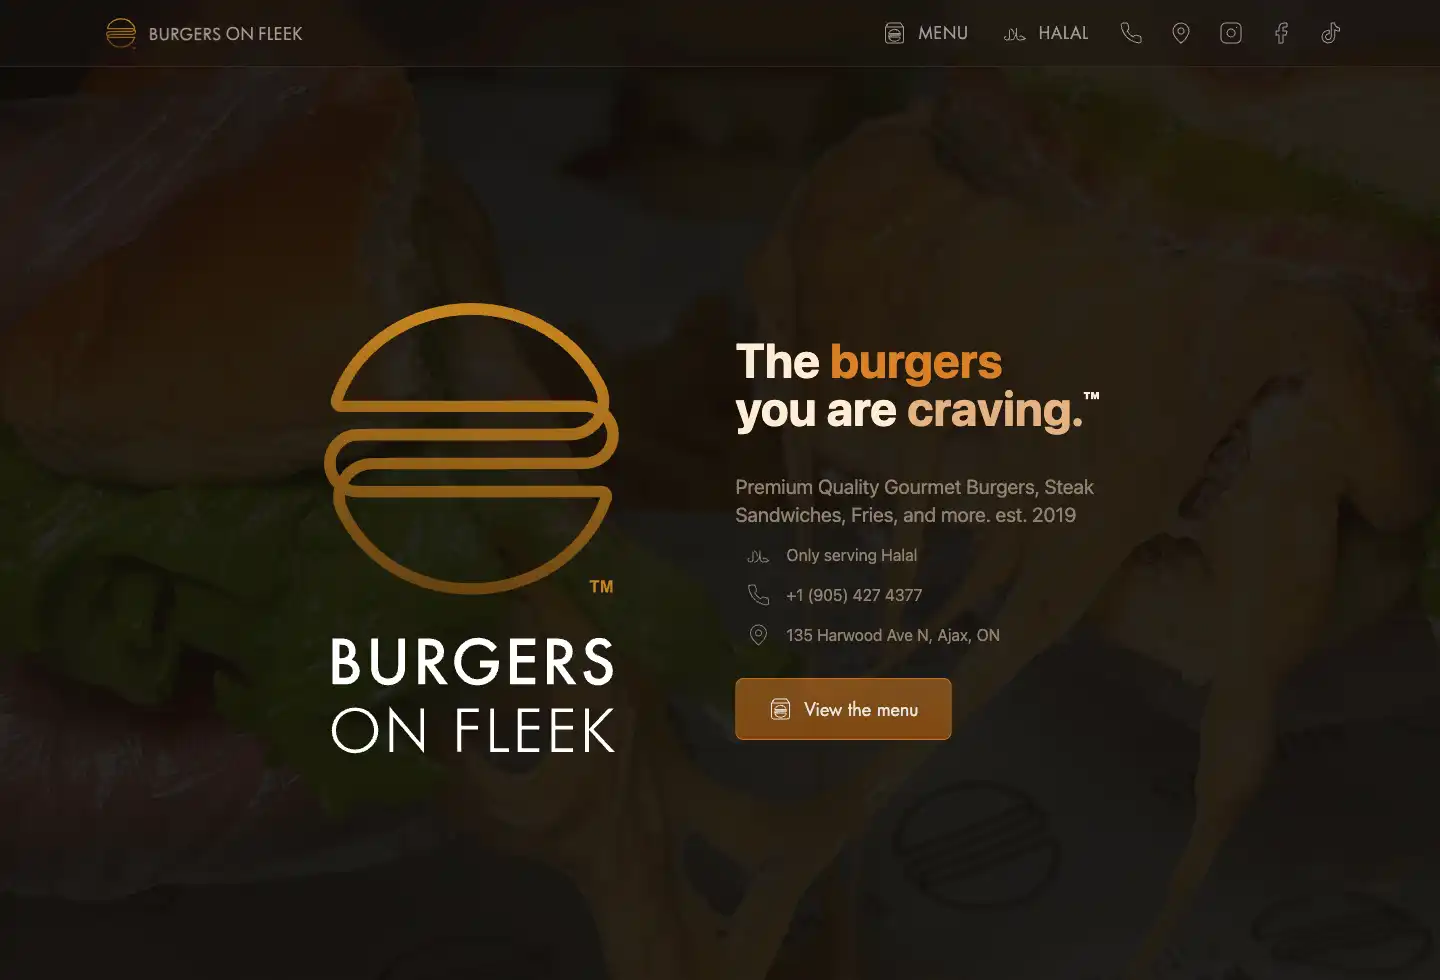 BURGERS ON FLEEK
MENU
HALAL
The burgers
you are craving.™
Premium Quality Gourmet Burgers, Steak
Sandwiches, Fries, and more. est. 2019
Only serving Halal
+1 (905) 427 4377
135 Harwood Ave N, Ajax, ON
View the menu
TM
BURGERS
ON FLEEK